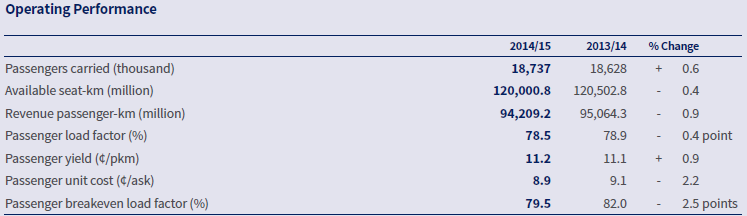 Operating Performance
2014/15 2013/14 % Change
Passengers carried (thousand) 18,737 18,628 + 0.6
Available seat-km (million) 120,000.8 120,502.8 - 0.4
Revenue passenger-km (million) 94,209.2 95,064.3 - 0.9
Passenger load factor (%) 78.5 78.9 - 0.4 point
Passenger yield (¢/pkm) 11.2 11.1 + 0.9
Passenger unit cost (¢/ask) 8.9 9.1 - 2.2
Passenger breakeven load factor (%) 79.5 82.0 - 2.5 points